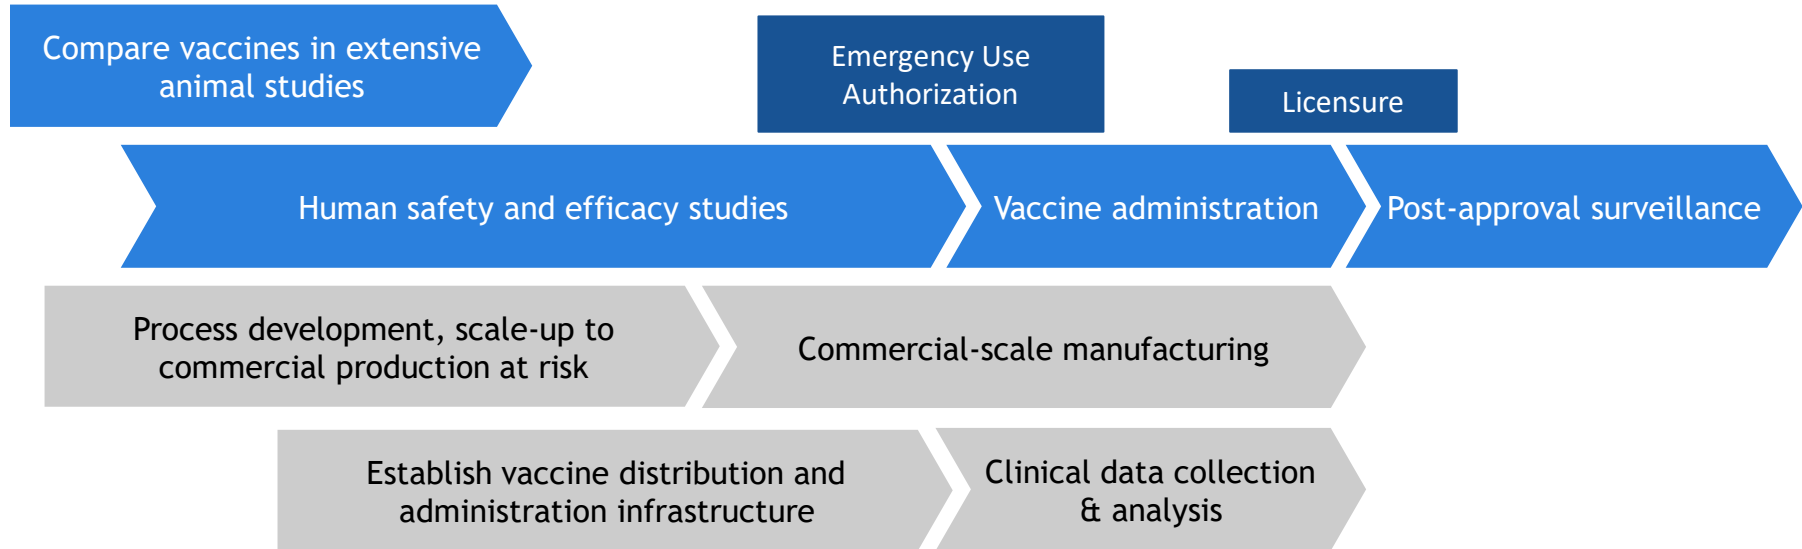 Compare vaccines in extensive
animal studies
Emergency Use
Authorization
Licensure
Human safety and efficacy studies
Vaccine administration
Post-approval surveillance
Process development, scale-up to
commercial production at risk
Commercial-scale manufacturing
Establish vaccine distribution and
administration infrastructure
Clinical data collection
& analysis